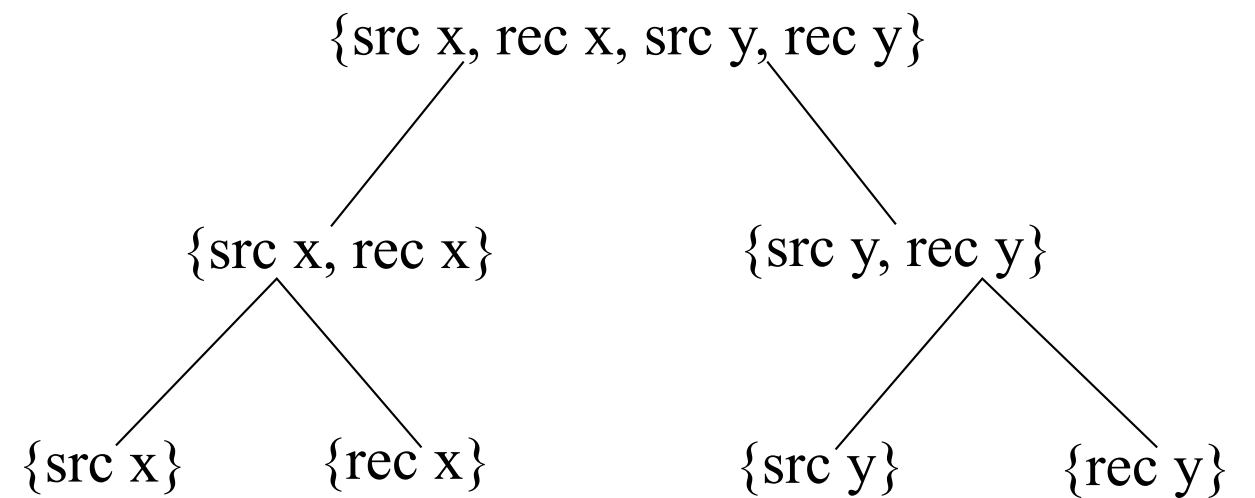 {src x, rec x, src y, rec y}
{src x, rec x} {src y, rec y}
{src x} {rec x} {src y} {rec y}